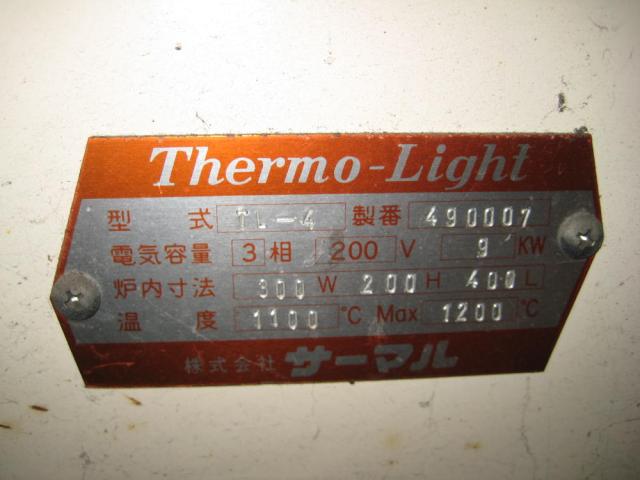 Thermo-Light
型 式 TL-4 製番 490007
電気容量 3相 200 V 9 KW
炉内寸法 300 W 200 H 400 L
温 度 1100 °C Max 1200 °C
株式会社 サーマル